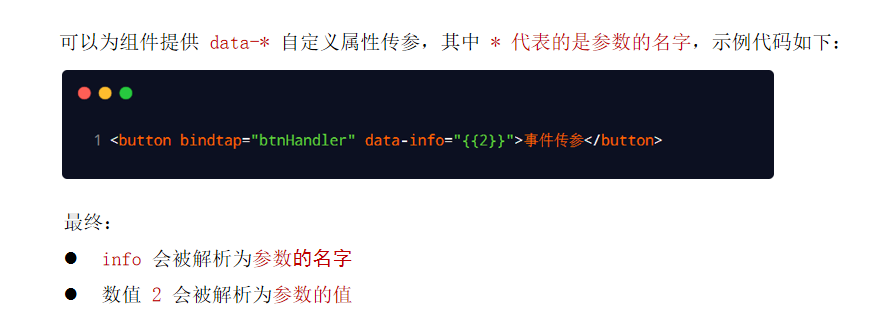 可以为组件提供 data-* 自定义属性传参，其中 * 代表的是参数的名字，示例代码如下：
1 <button bindtap="btnHandler" data-info="{{2}}">事件传参</button>
最终：
● info 会被解析为参数的名字
● 数值 2 会被解析为参数的值